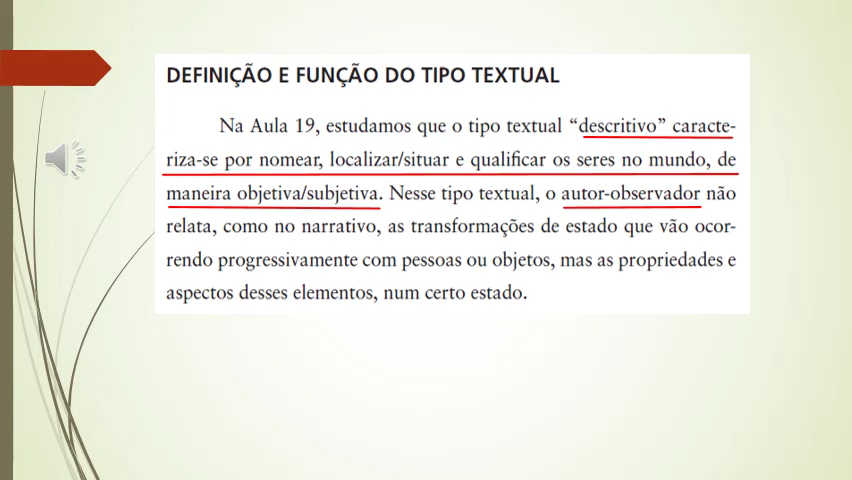 DEFINIÇÃO E FUNÇÃO DO TIPO TEXTUAL
Na Aula 19, estudamos que o tipo textual “descritivo” caracte-
riza-se por nomear, localizar/situar e qualificar os seres no mundo, de
maneira objetiva/subjetiva. Nesse tipo textual, o autor-observador não
relata, como no narrativo, as transformações de estado que vão ocor-
rendo progressivamente com pessoas ou objetos, mas as propriedades e
aspectos desses elementos, num certo estado.